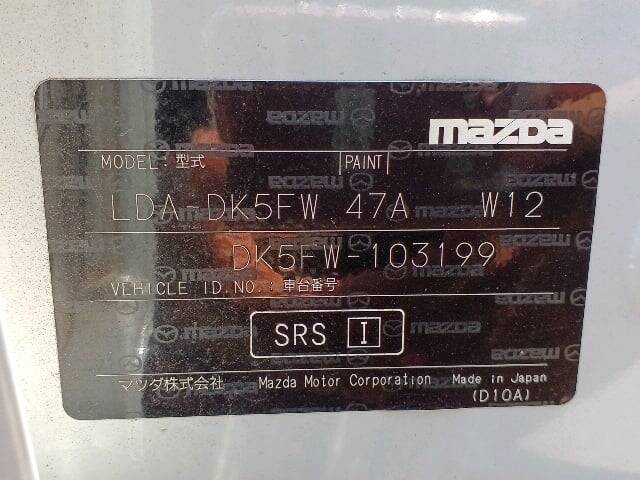 mazda
MODEL:型式 PAINT
LDA-DK5FW 47A W12
DK5FW-103199
VEHICLE ID.NO.:車台番号
SRS I
マツダ株式会社 Mazda Motor Corporation Made in Japan
(D10A)